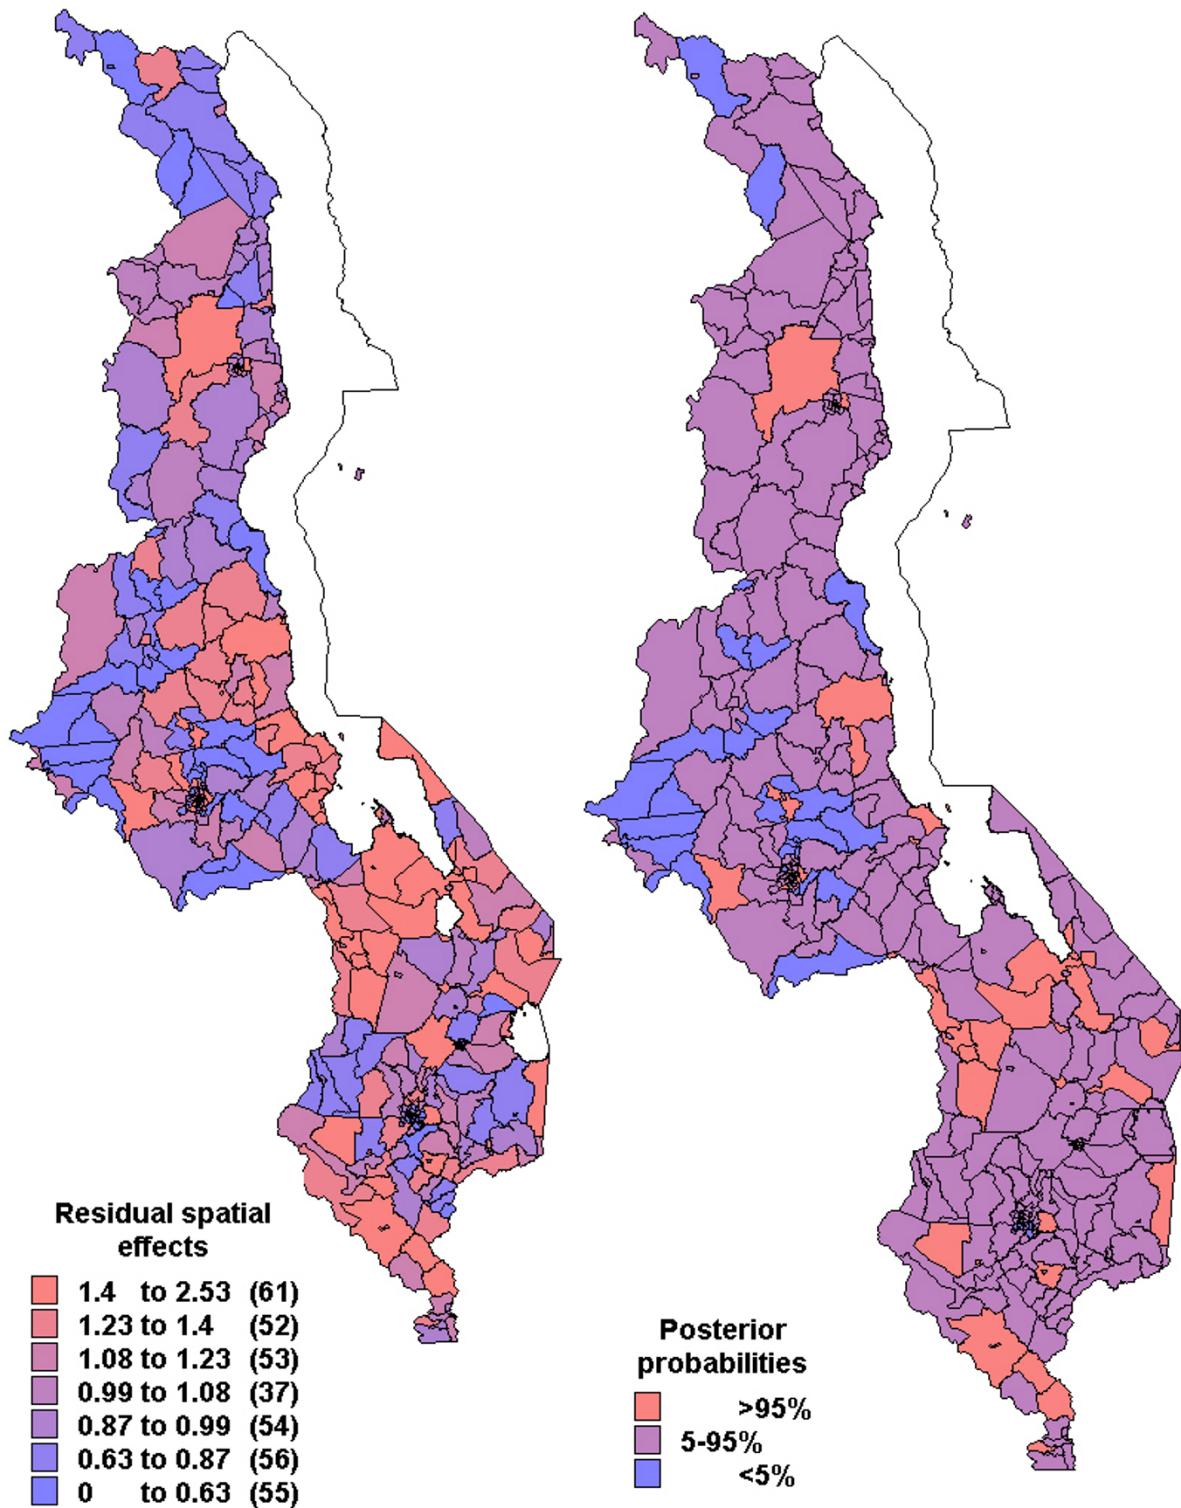 Residual spatial
effects
1.4 to 2.53 (61)
1.23 to 1.4 (52)
1.08 to 1.23 (53)
0.99 to 1.08 (37)
0.87 to 0.99 (54)
0.63 to 0.87 (56)
0 to 0.63 (55)
Posterior
probabilities
>95%
5-95%
<5%